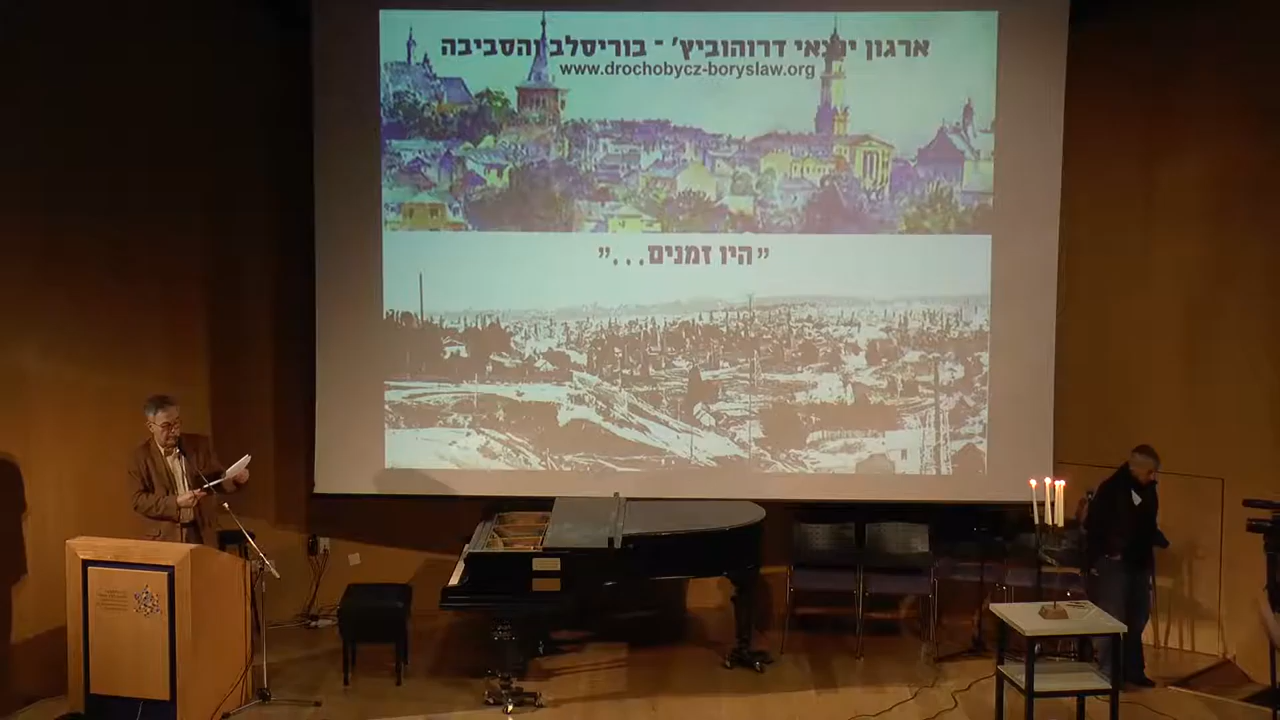 ארגון יוצאי דרוהוביץ' - בוריסלב והסביבה
www.drochobycz-boryslaw.org
"היו זמנים..."